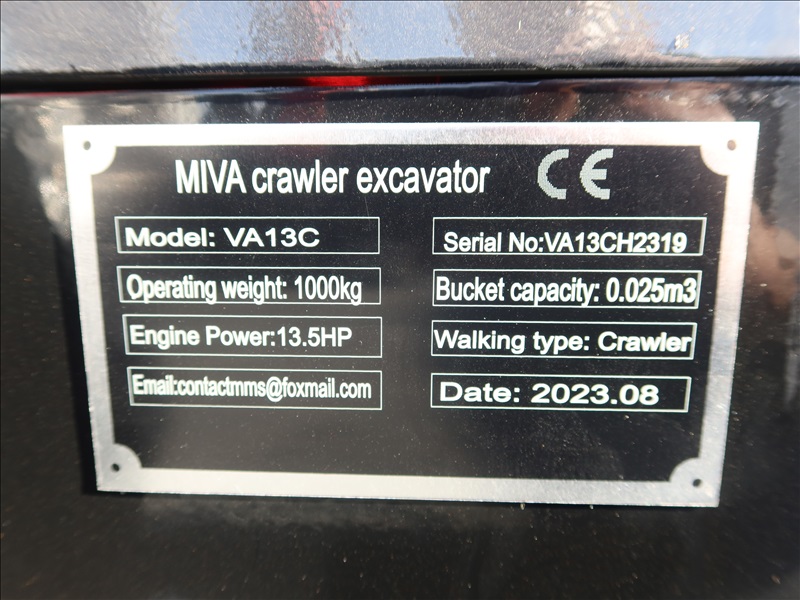 MIVA crawler excavator CE
Model: VA13C
Serial No:VA13CH2319
Operating weight: 1000kg
Bucket capacity: 0.025m3
Engine Power:13.5HP
Walking type: Crawler
Email:contactmms@foxmail.com
Date: 2023.08